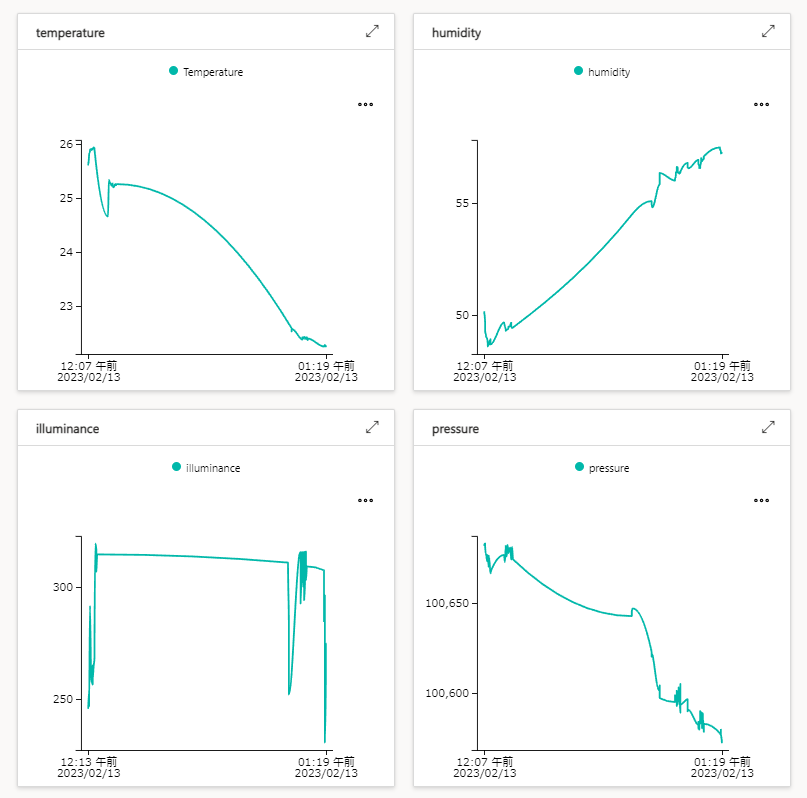 temperature
Temperature
26
25
24
23
12:07 午前
2023/02/13
01:19 午前
2023/02/13
humidity
humidity
55
50
12:07 午前
2023/02/13
01:19 午前
2023/02/13
illuminance
illuminance
300
250
12:13 午前
2023/02/13
01:19 午前
2023/02/13
pressure
pressure
100,650
100,600
12:07 午前
2023/02/13
01:19 午前
2023/02/13